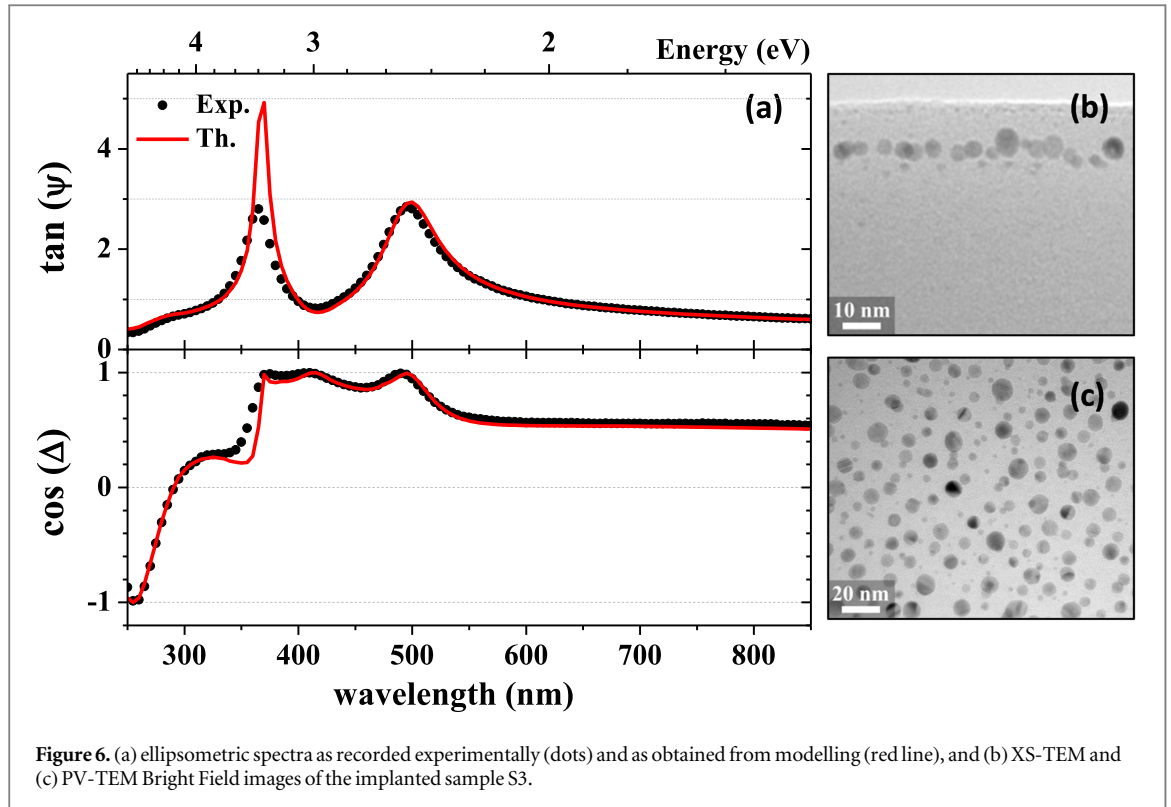 4 3 2 Energy (eV)
Exp.
Th.
(a)
4
2
0
tan (ψ)
1
0
-1
cos (Δ)
300 400 500 600 700 800
wavelength (nm)
(b)
10 nm
(c)
20 nm
Figure 6. (a) ellipsometric spectra as recorded experimentally (dots) and as obtained from modelling (red line), and (b) XS-TEM and
(c) PV-TEM Bright Field images of the implanted sample S3.